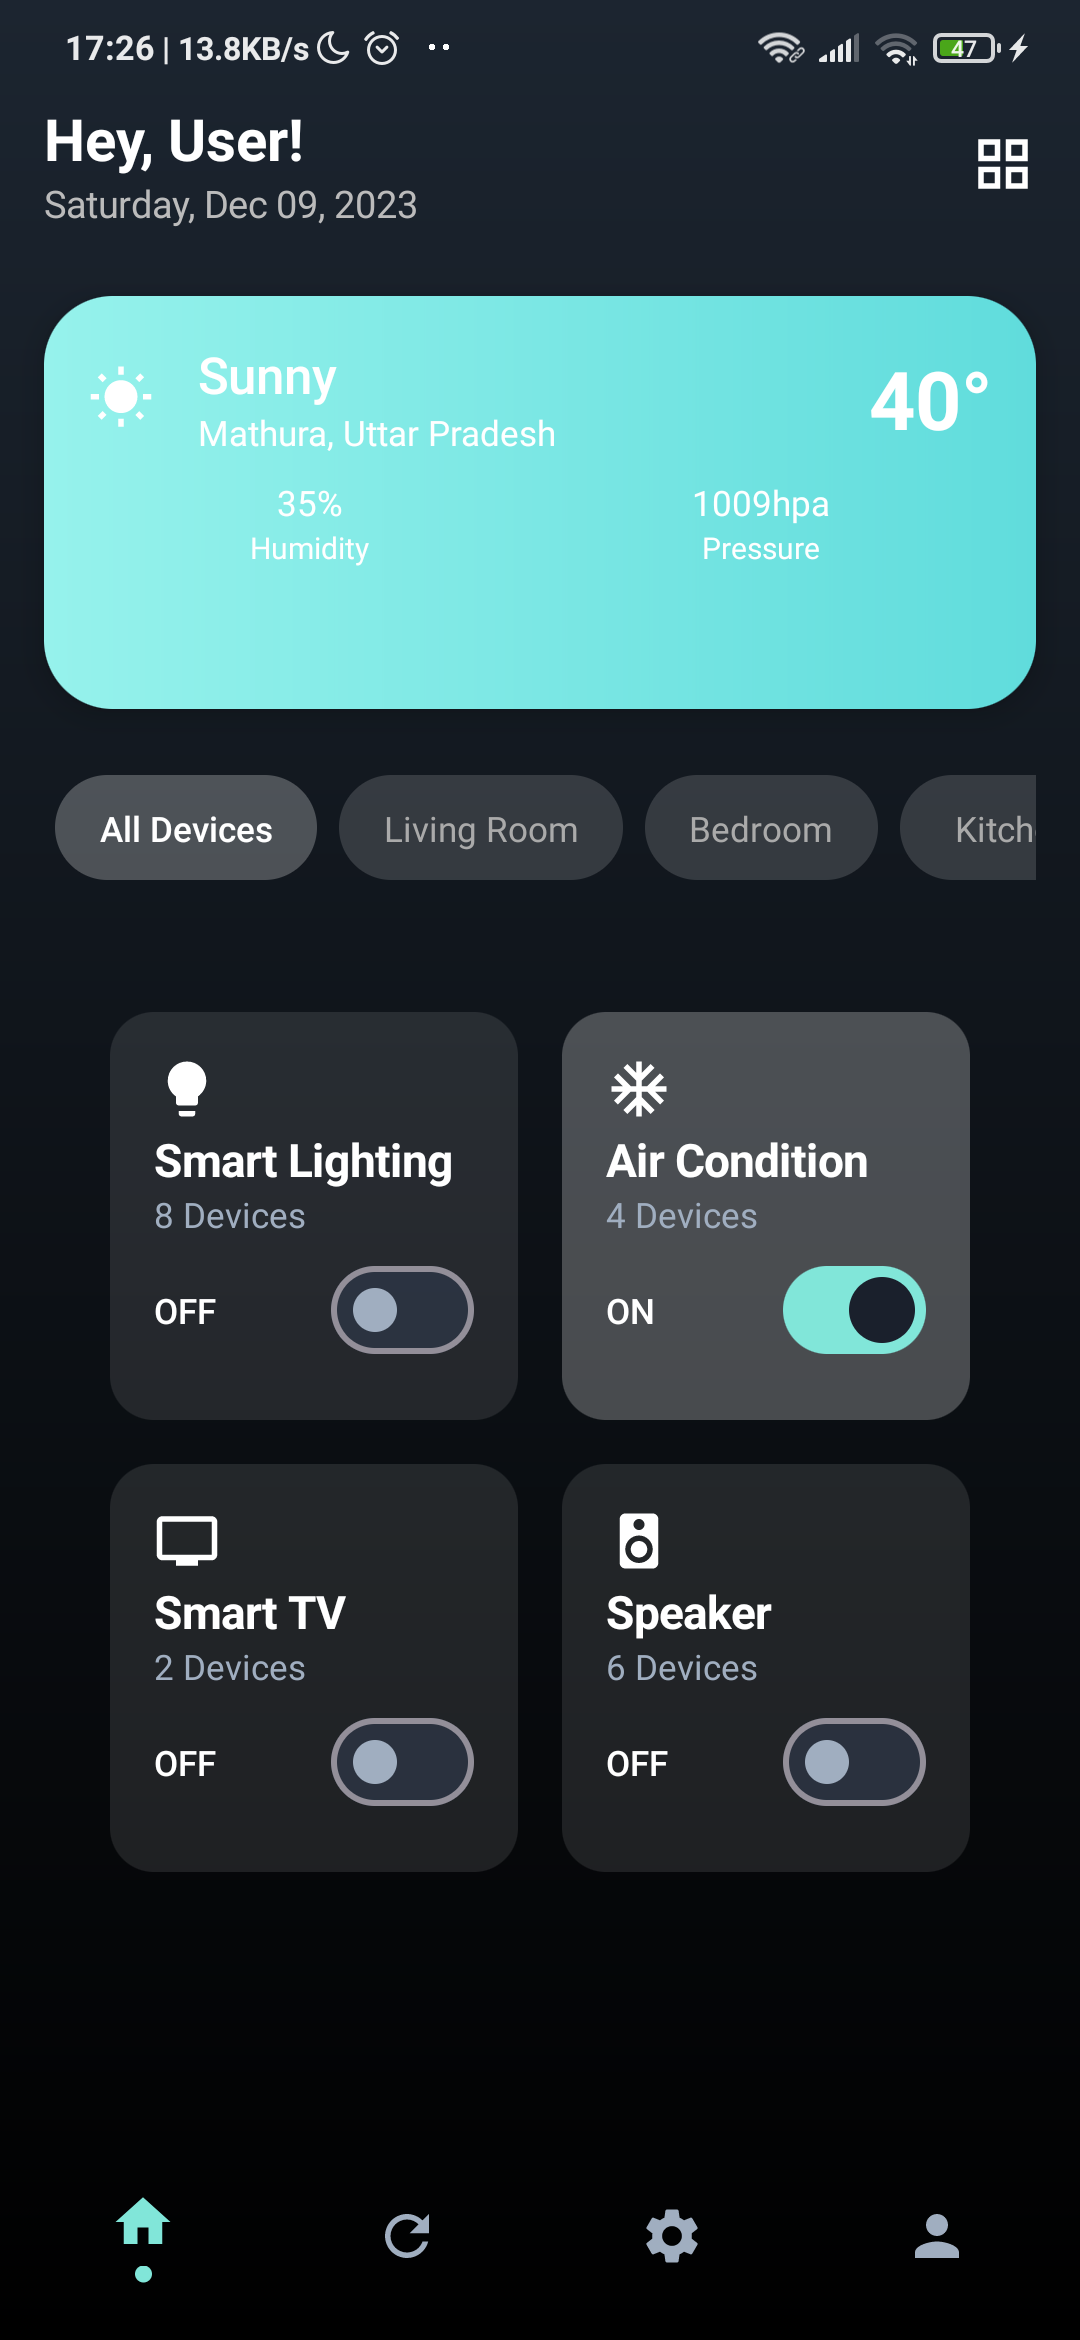 17:26 | 13.8KB/s
47
Hey, User!
Saturday, Dec 09, 2023
Sunny
Mathura, Uttar Pradesh
40°
35%
Humidity
1009hpa
Pressure
All Devices
Living Room
Bedroom
Kitch
Smart Lighting
8 Devices
OFF
Air Condition
4 Devices
ON
Smart TV
2 Devices
OFF
Speaker
6 Devices
OFF